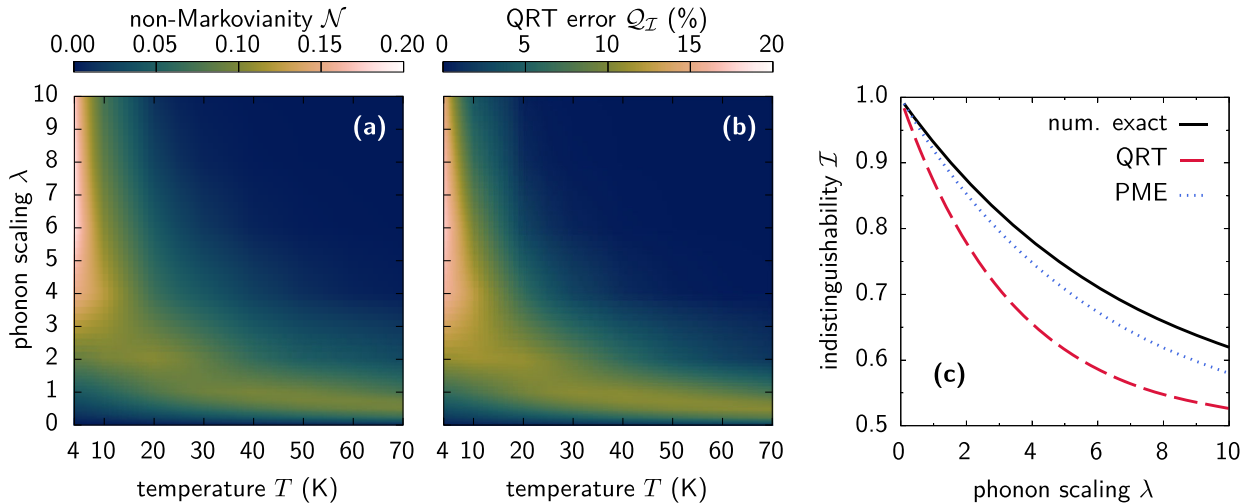 non-Markovianity 𝒩
0.00 0.05 0.10 0.15 0.20
phonon scaling λ
10
9
8
7
6
5
4
3
2
1
0
(a)
4 10 20 30 40 50 60 70
temperature T (K)
QRT error 𝒬_ℐ (%)
0 5 10 15 20
(b)
4 10 20 30 40 50 60 70
temperature T (K)
indistinguishability ℐ
1.0
0.9
0.8
0.7
0.6
0.5
num. exact
QRT
PME
(c)
0 2 4 6 8 10
phonon scaling λ